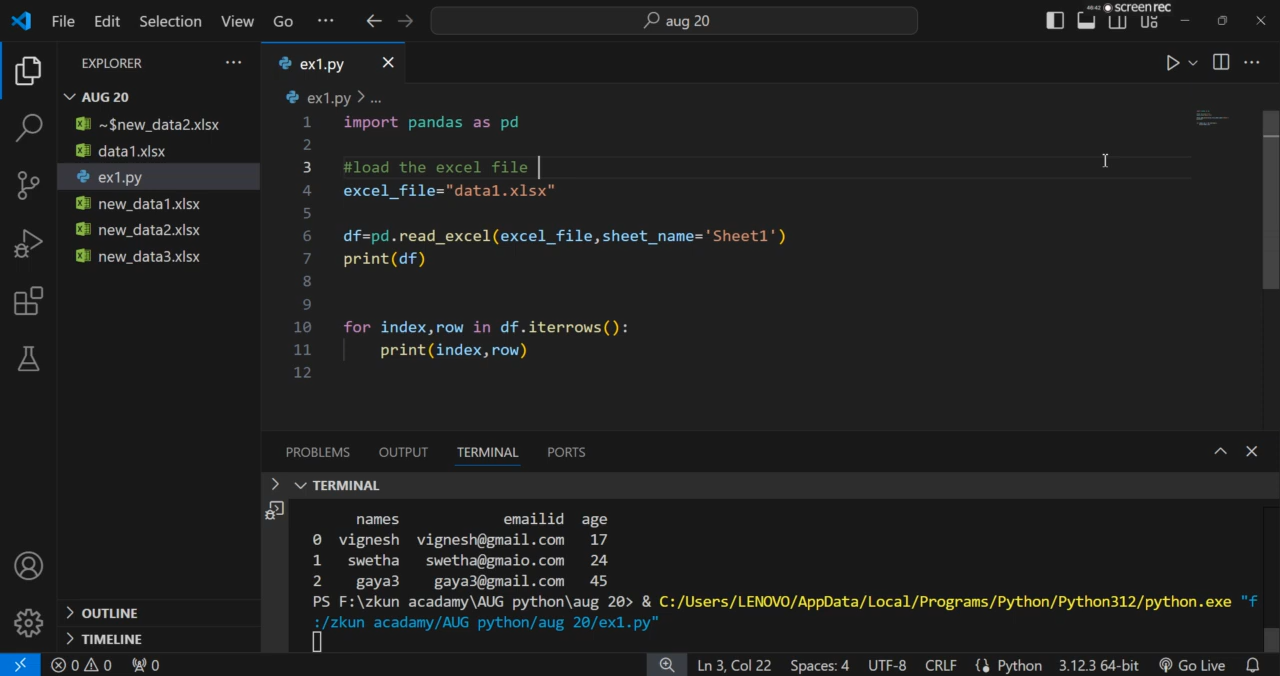 File Edit Selection View Go ··· aug 20
46:42 screenrec
EXPLORER ···
AUG 20
~$new_data2.xlsx
data1.xlsx
ex1.py
new_data1.xlsx
new_data2.xlsx
new_data3.xlsx
OUTLINE
TIMELINE
ex1.py
ex1.py > ...
1 import pandas as pd
2
3 #load the excel file
4 excel_file="data1.xlsx"
5
6 df=pd.read_excel(excel_file,sheet_name='Sheet1')
7 print(df)
8
9
10 for index,row in df.iterrows():
11 print(index,row)
12
PROBLEMS OUTPUT TERMINAL PORTS
TERMINAL
names emailid age
0 vignesh vignesh@gmail.com 17
1 swetha swetha@gmaio.com 24
2 gaya3 gaya3@gmail.com 45
PS F:\zkun acadamy\AUG python\aug 20> & C:/Users/LENOVO/AppData/Local/Programs/Python/Python312/python.exe "f
:/zkun acadamy/AUG python/aug 20/ex1.py"
0 0 0 Ln 3, Col 22 Spaces: 4 UTF-8 CRLF Python 3.12.3 64-bit Go Live